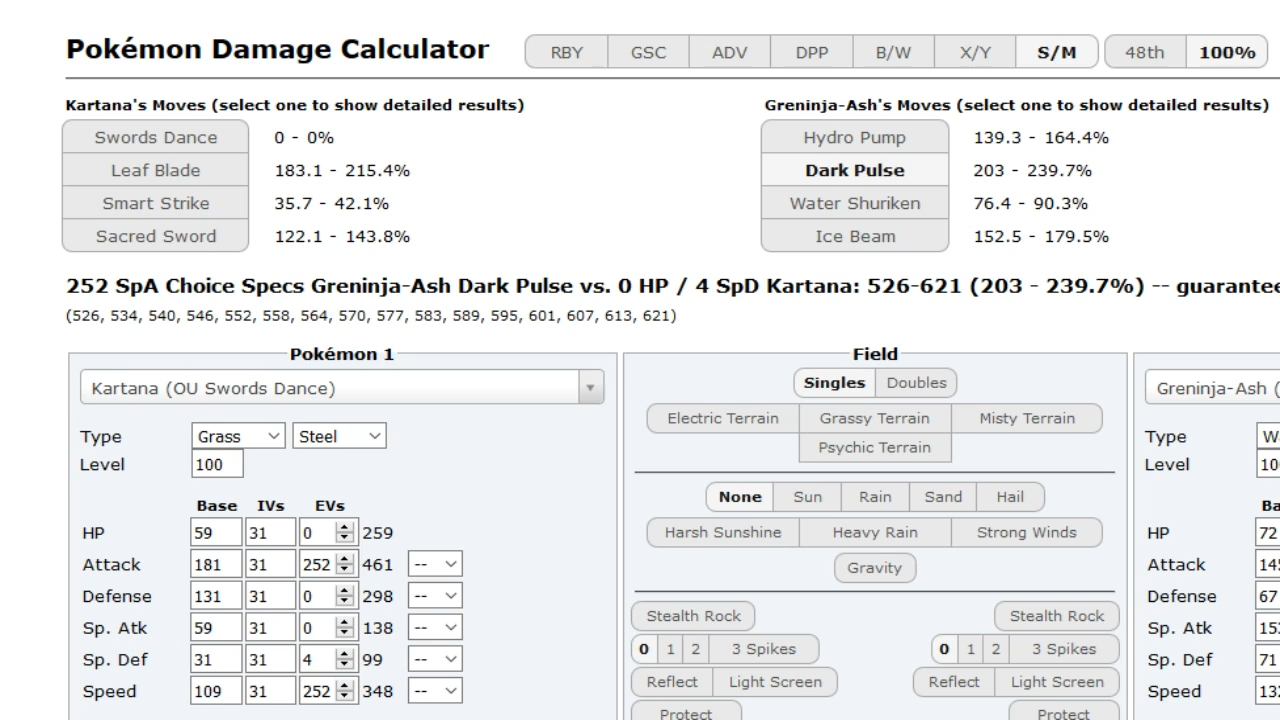 Pokémon Damage Calculator RBY GSC ADV DPP B/W X/Y S/M 48th 100%
Kartana's Moves (select one to show detailed results) Greninja-Ash's Moves (select one to show detailed results)
Swords Dance 0 - 0% Hydro Pump 139.3 - 164.4%
Leaf Blade 183.1 - 215.4% Dark Pulse 203 - 239.7%
Smart Strike 35.7 - 42.1% Water Shuriken 76.4 - 90.3%
Sacred Sword 122.1 - 143.8% Ice Beam 152.5 - 179.5%
252 SpA Choice Specs Greninja-Ash Dark Pulse vs. 0 HP / 4 SpD Kartana: 526-621 (203 - 239.7%) -- guarantee
(526, 534, 540, 546, 552, 558, 564, 570, 577, 583, 589, 595, 601, 607, 613, 621)
Pokémon 1
Kartana (OU Swords Dance)
Type Grass Steel
Level 100
Base IVs EVs
HP 59 31 0 259
Attack 181 31 252 461 --
Defense 131 31 0 298 --
Sp. Atk 59 31 0 138 --
Sp. Def 31 31 4 99 --
Speed 109 31 252 348 --
Field
Singles Doubles
Electric Terrain Grassy Terrain Misty Terrain
Psychic Terrain
None Sun Rain Sand Hail
Harsh Sunshine Heavy Rain Strong Winds
Gravity
Stealth Rock Stealth Rock
0 1 2 3 Spikes 0 1 2 3 Spikes
Reflect Light Screen Reflect Light Screen
Protect Protect
Greninja-Ash (
Type
Level 10
Ba
HP 72
Attack 14
Defense 67
Sp. Atk 15
Sp. Def 71
Speed 13